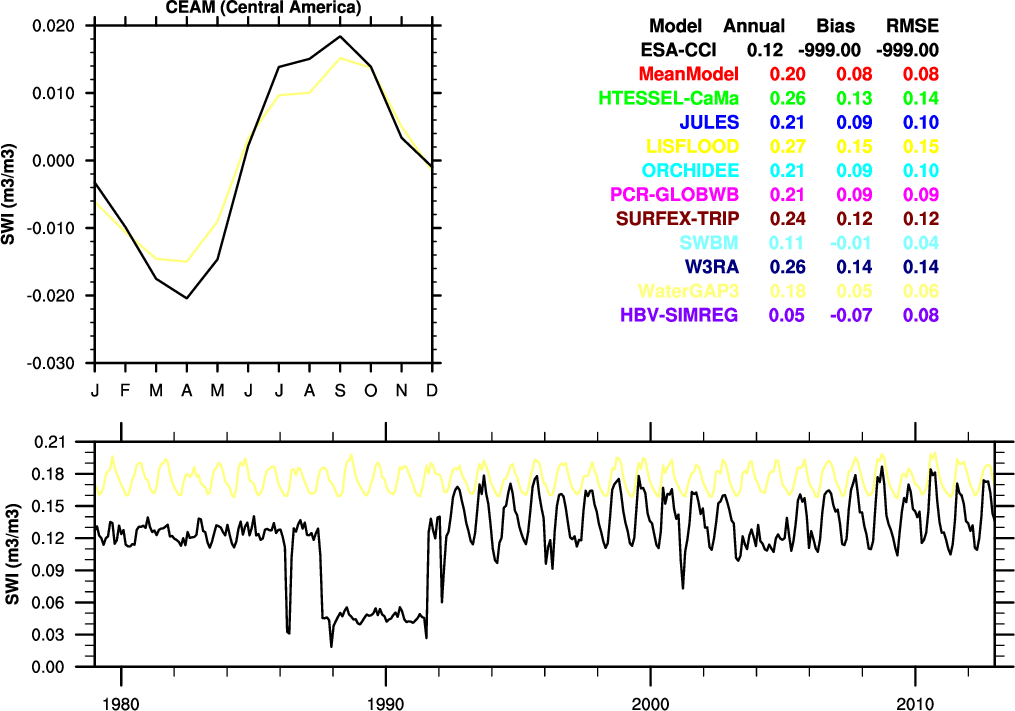 CEAM (Central America)
0.020
0.010
0.000
-0.010
-0.020
-0.030
SWI (m3/m3)
J F M A M J J A S O N D
Model Annual Bias RMSE
ESA-CCI 0.12 -999.00 -999.00
MeanModel 0.20 0.08 0.08
HTESSEL-CaMa 0.26 0.13 0.14
JULES 0.21 0.09 0.10
LISFLOOD 0.27 0.15 0.15
ORCHIDEE 0.21 0.09 0.10
PCR-GLOBWB 0.21 0.09 0.09
SURFEX-TRIP 0.24 0.12 0.12
SWBM 0.11 -0.01 0.04
W3RA 0.26 0.14 0.14
WaterGAP3 0.18 0.05 0.06
HBV-SIMREG 0.05 -0.07 0.08
0.21
0.18
0.15
0.12
0.09
0.06
0.03
0.00
SWI (m3/m3)
1980 1990 2000 2010